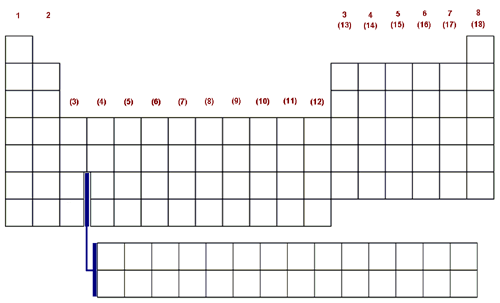 1 2 3 4 5 6 7 8
(13) (14) (15) (16) (17) (18)
(3) (4) (5) (6) (7) (8) (9) (10) (11) (12)